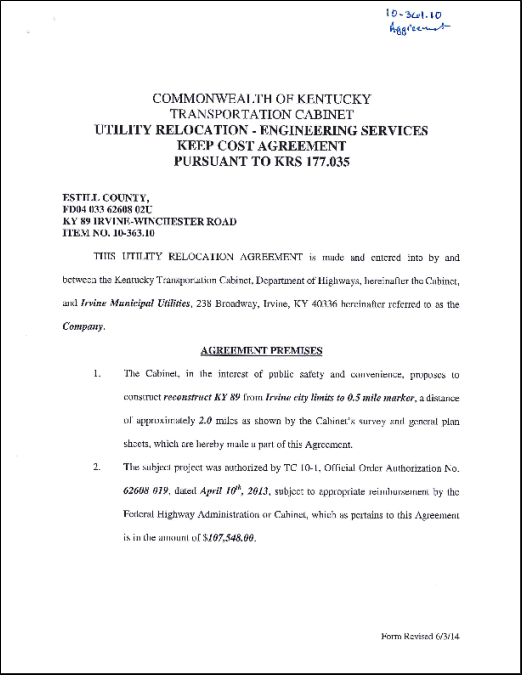 10-361.10
Aggreement
COMMONWEALTH OF KENTUCKY
TRANSPORTATION CABINET
UTILITY RELOCATION - ENGINEERING SERVICES
KEEP COST AGREEMENT
PURSUANT TO KRS 177.035
ESTILL COUNTY,
FD04 033 62608 02U
KY 89 IRVINE-WINCHESTER ROAD
ITEM NO. 10-363.10
THIS UTILITY RELOCATION AGREEMENT is made and entered into by and
between the Kentucky Transportation Cabinet, Department of Highways, hereinafter the Cabinet,
and Irvine Municipal Utilities, 238 Broadway, Irvine, KY 40336 hereinafter referred to as the
Company.
AGREEMENT PREMISES
1. The Cabinet, in the interest of public safety and convenience, proposes to
construct reconstruct KY 89 from Irvine city limits to 0.5 mile marker, a distance
of approximately 2.0 miles as shown by the Cabinet's survey and general plan
sheets, which are hereby made a part of this Agreement.
2. The subject project was authorized by TC 10-1, Official Order Authorization No.
62608 019, dated April 10th, 2013, subject to appropriate reimbursement by the
Federal Highway Administration or Cabinet, which as pertains to this Agreement
is in the amount of $107,548.00.
Form Revised 6/3/14